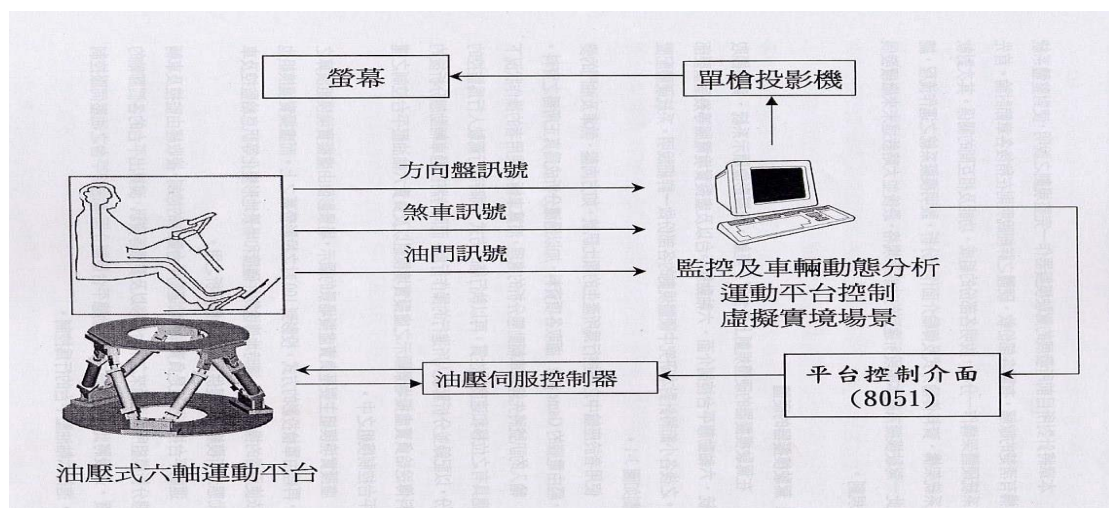 螢幕
單槍投影機
方向盤訊號
煞車訊號
油門訊號
監控及車輛動態分析
運動平台控制
虛擬實境場景
油壓伺服控制器
平台控制介面
(8051)
油壓式六軸運動平台